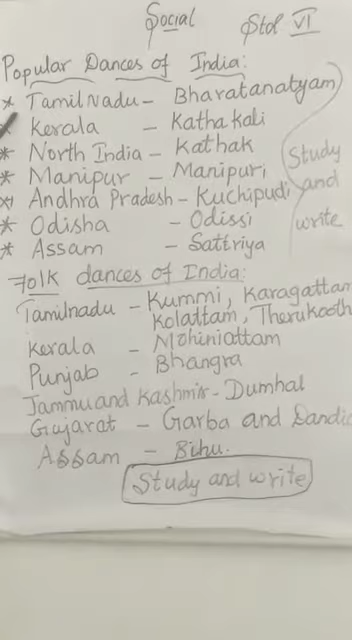 Social Std VI
Popular Dances of India:
* Tamil Nadu - Bharatanatyam
* Kerala - Kathakali
* North India - Kathak
* Manipur - Manipuri
* Andhra Pradesh - Kuchipudi
* Odisha - Odissi
* Assam - Sattriya
Study
and
write
Folk dances of India:
Tamilnadu - Kummi, Karagattam
Kolattam, Therukooth
Kerala - Mohiniattam
Punjab - Bhangra
Jammu and Kashmir - Dumhal
Gujarat - Garba and Dandi
Assam - Bihu.
Study and write